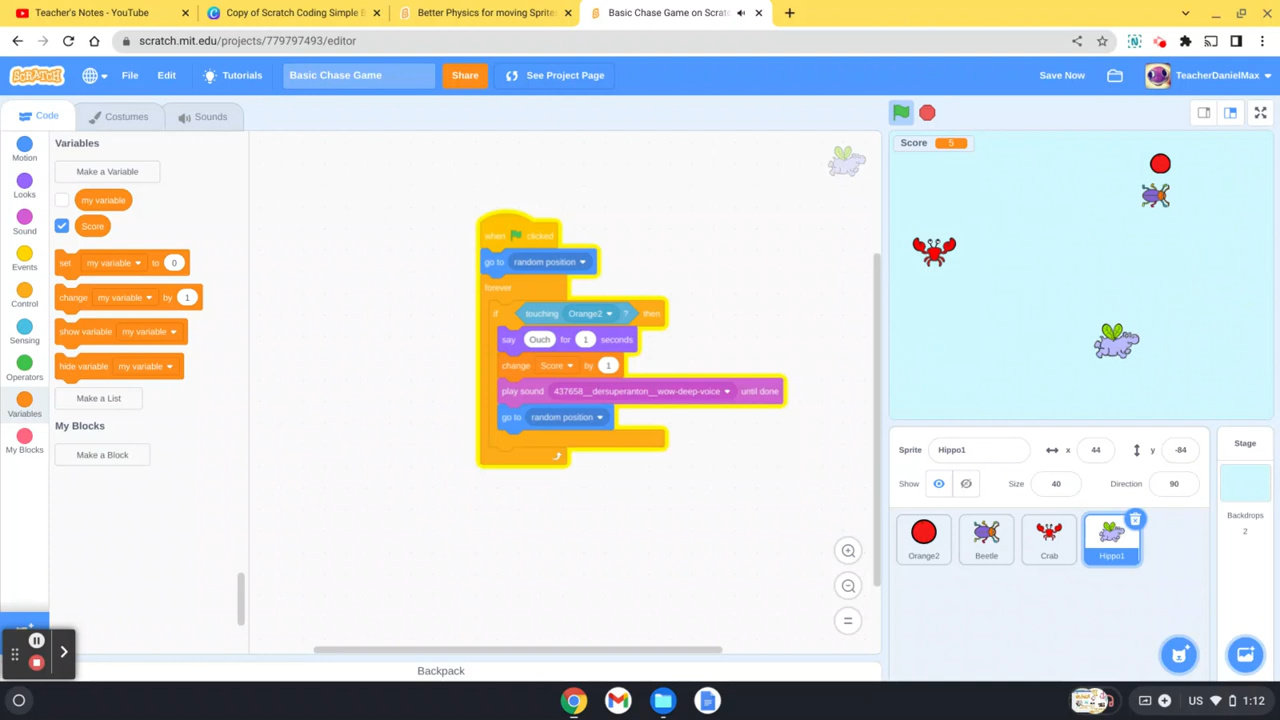 Teacher's Notes - YouTube
Copy of Scratch Coding Simple B
Better Physics for moving Sprites
Basic Chase Game on Scrat
scratch.mit.edu/projects/779797493/editor
SCRATCH
File
Edit
Tutorials
Basic Chase Game
Share
See Project Page
Save Now
TeacherDanielMax
Code
Costumes
Sounds
Motion
Looks
Sound
Events
Control
Sensing
Operators
Variables
My Blocks
Variables
Make a Variable
my variable
Score
set my variable to 0
change my variable by 1
show variable my variable
hide variable my variable
Make a List
My Blocks
Make a Block
when clicked
go to random position
forever
if touching Orange2 ? then
say Ouch for 1 seconds
change Score by 1
play sound 437658__dersuperanton__wow-deep-voice until done
go to random position
Backpack
Score 5
Sprite Hippo1 x 44 y -84
Show Size 40 Direction 90
Orange2
Beetle
Crab
Hippo1
Stage
Backdrops
2
US 1:12